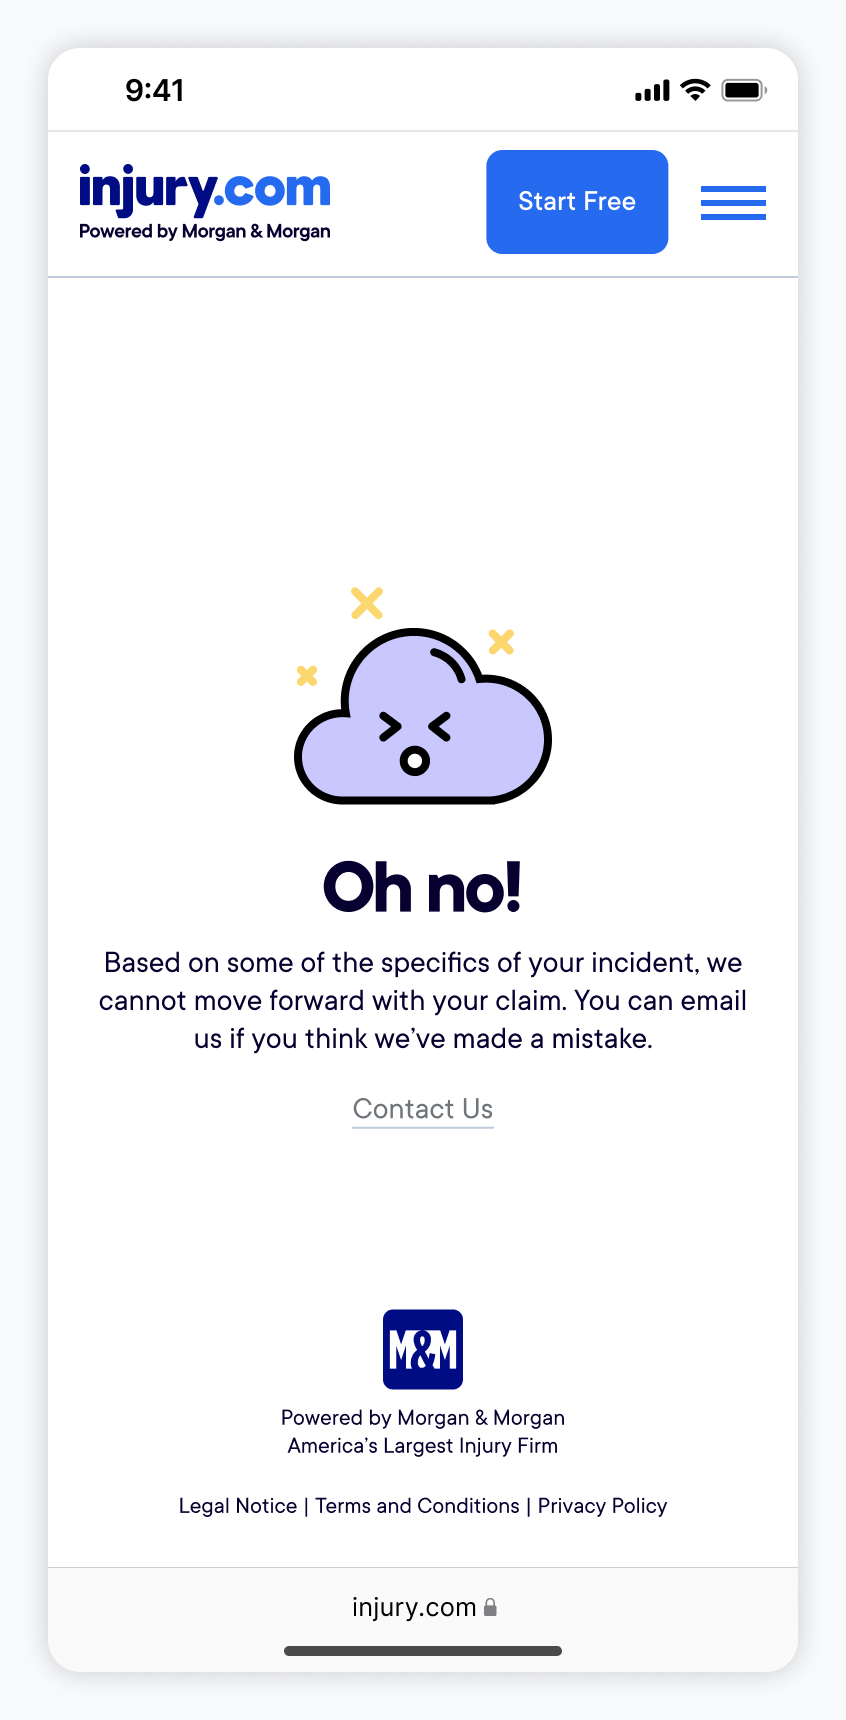 9:41
injury.com
Powered by Morgan & Morgan
Start Free
Oh no!
Based on some of the specifics of your incident, we
cannot move forward with your claim. You can email
us if you think we’ve made a mistake.
Contact Us
M&M
Powered by Morgan & Morgan
America’s Largest Injury Firm
Legal Notice | Terms and Conditions | Privacy Policy
injury.com